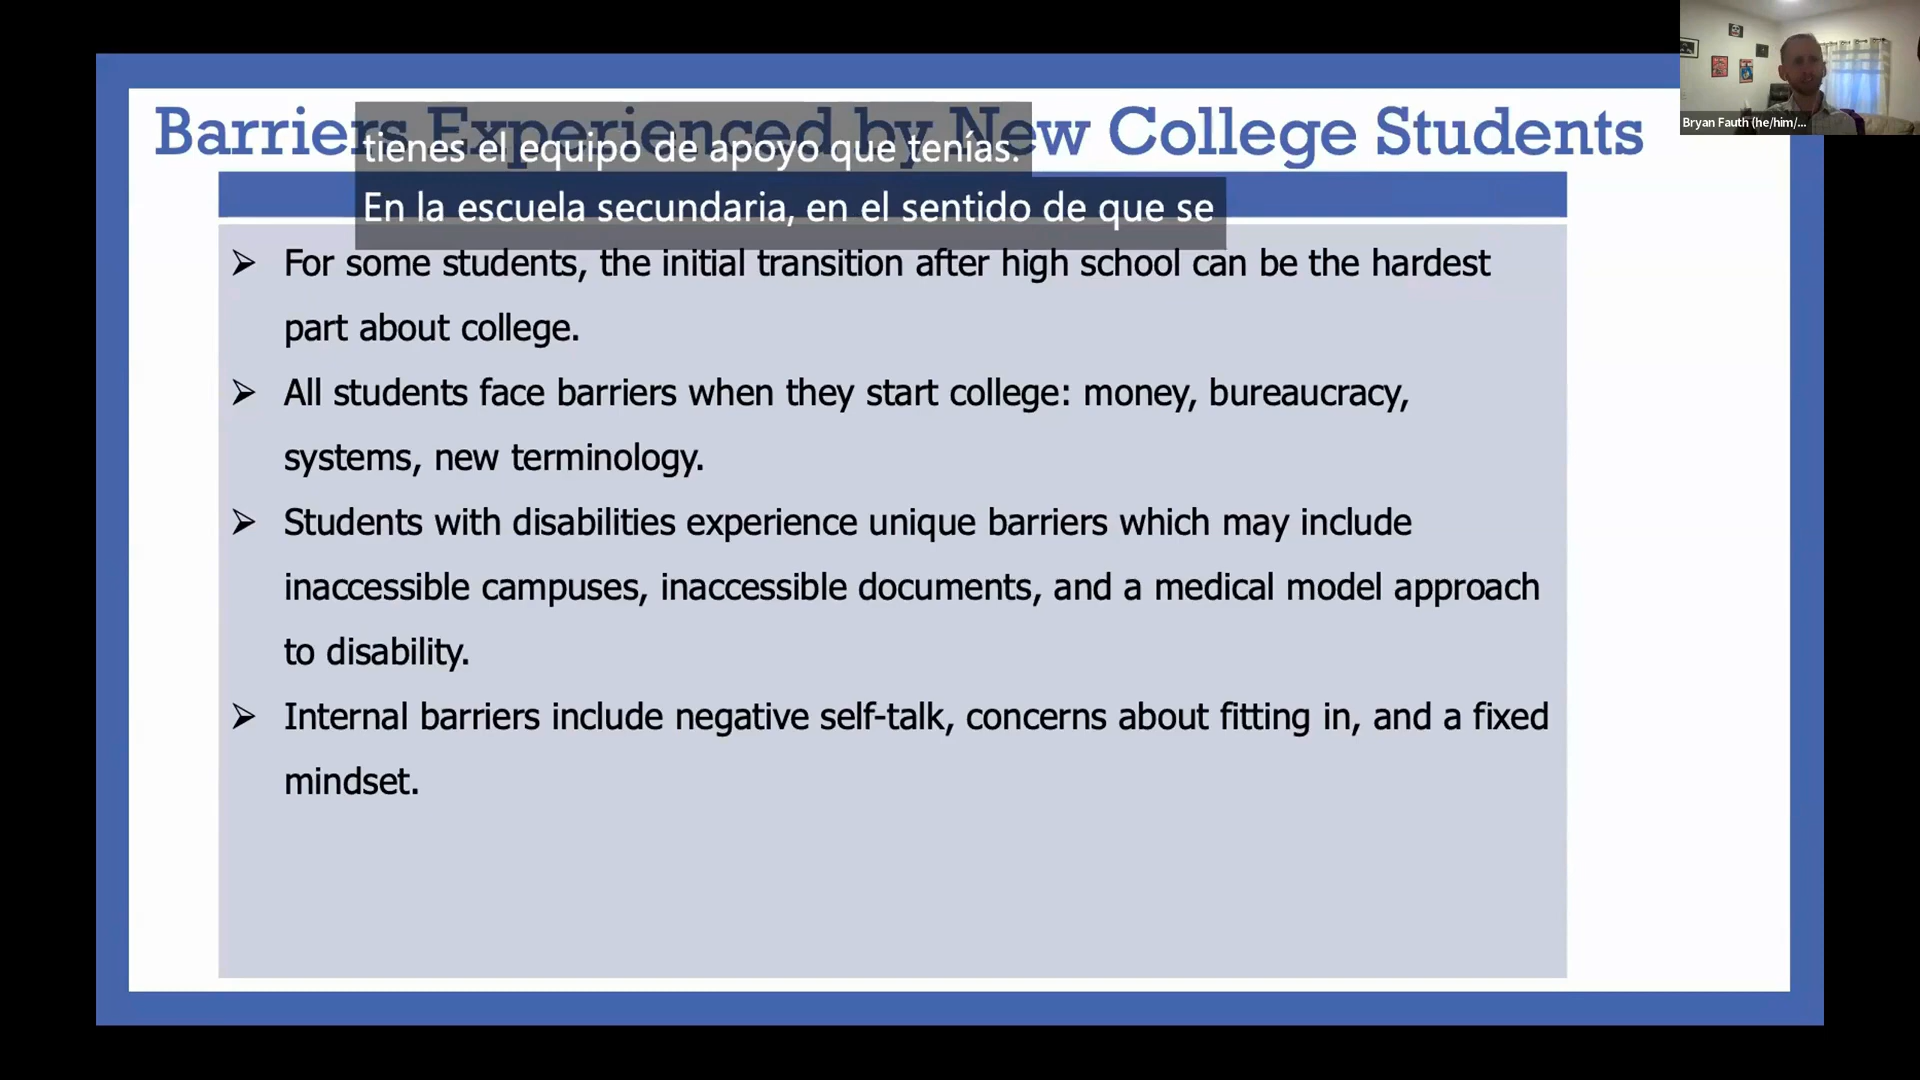 Barriers Experienced by New College Students
tienes el equipo de apoyo que tenías.
En la escuela secundaria, en el sentido de que se
Bryan Fauth (he/him/...
➢ For some students, the initial transition after high school can be the hardest
part about college.
➢ All students face barriers when they start college: money, bureaucracy,
systems, new terminology.
➢ Students with disabilities experience unique barriers which may include
inaccessible campuses, inaccessible documents, and a medical model approach
to disability.
➢ Internal barriers include negative self-talk, concerns about fitting in, and a fixed
mindset.